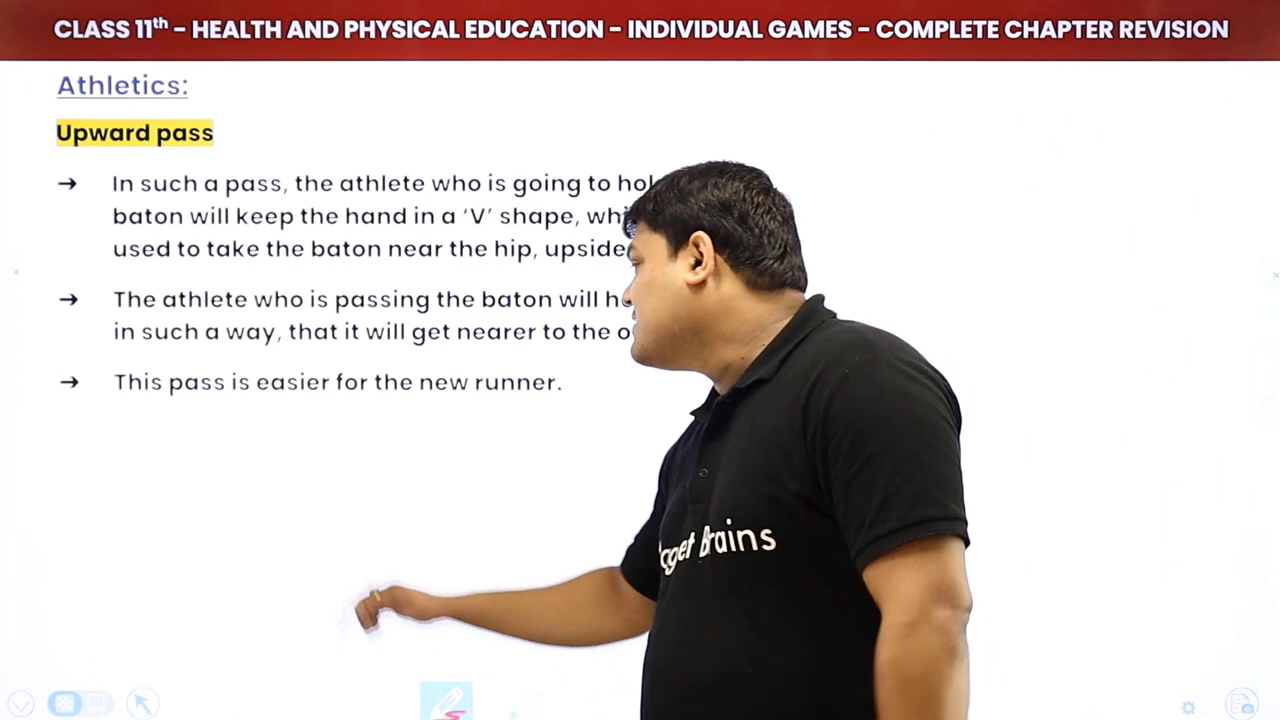 CLASS 11th – HEALTH AND PHYSICAL EDUCATION – INDIVIDUAL GAMES – COMPLETE CHAPTER REVISION
Athletics:
Upward pass
→ In such a pass, the athlete who is going to
baton will keep the hand in a ‘V’ shape,
used to take the baton near the hip,
→ The athlete who is passing the baton will
in such a way, that it will get nearer to the
→ This pass is easier for the new runner.
Brains